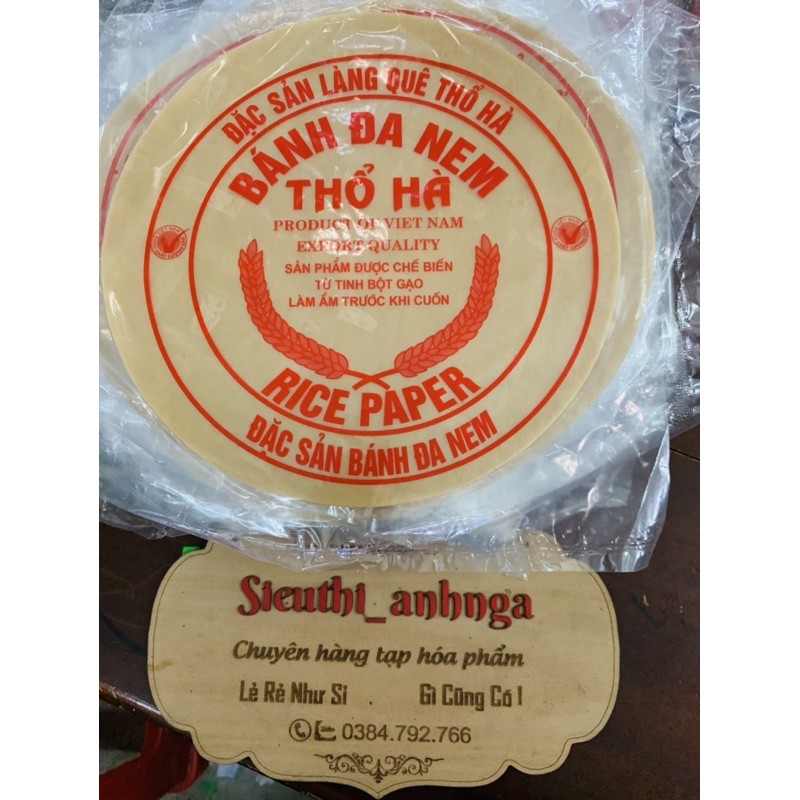 ĐẶC SẢN LÀNG QUÊ THỔ HÀ
BÁNH ĐA NEM
THỔ HÀ
PRODUCT OF VIET NAM
EXPORT QUALITY
SẢN PHẨM ĐƯỢC CHẾ BIẾN
TỪ TINH BỘT GẠO
LÀM ẨM TRƯỚC KHI CUỐN
RICE PAPER
ĐẶC SẢN BÁNH ĐA NEM
Sieuthi_anhnga
Chuyên hàng tạp hóa phẩm
Lẻ Rẻ Như Sỉ . Gì Cũng Có !
0384.792.766